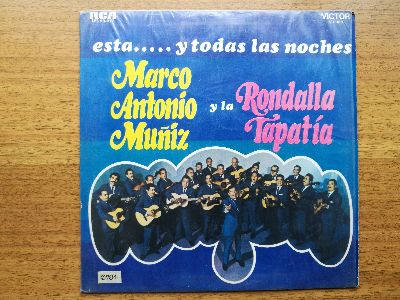 RCA
VICTOR
esta..... y todas las noches
Marco
Antonio
Muñiz
y la
Rondalla
Tapatía